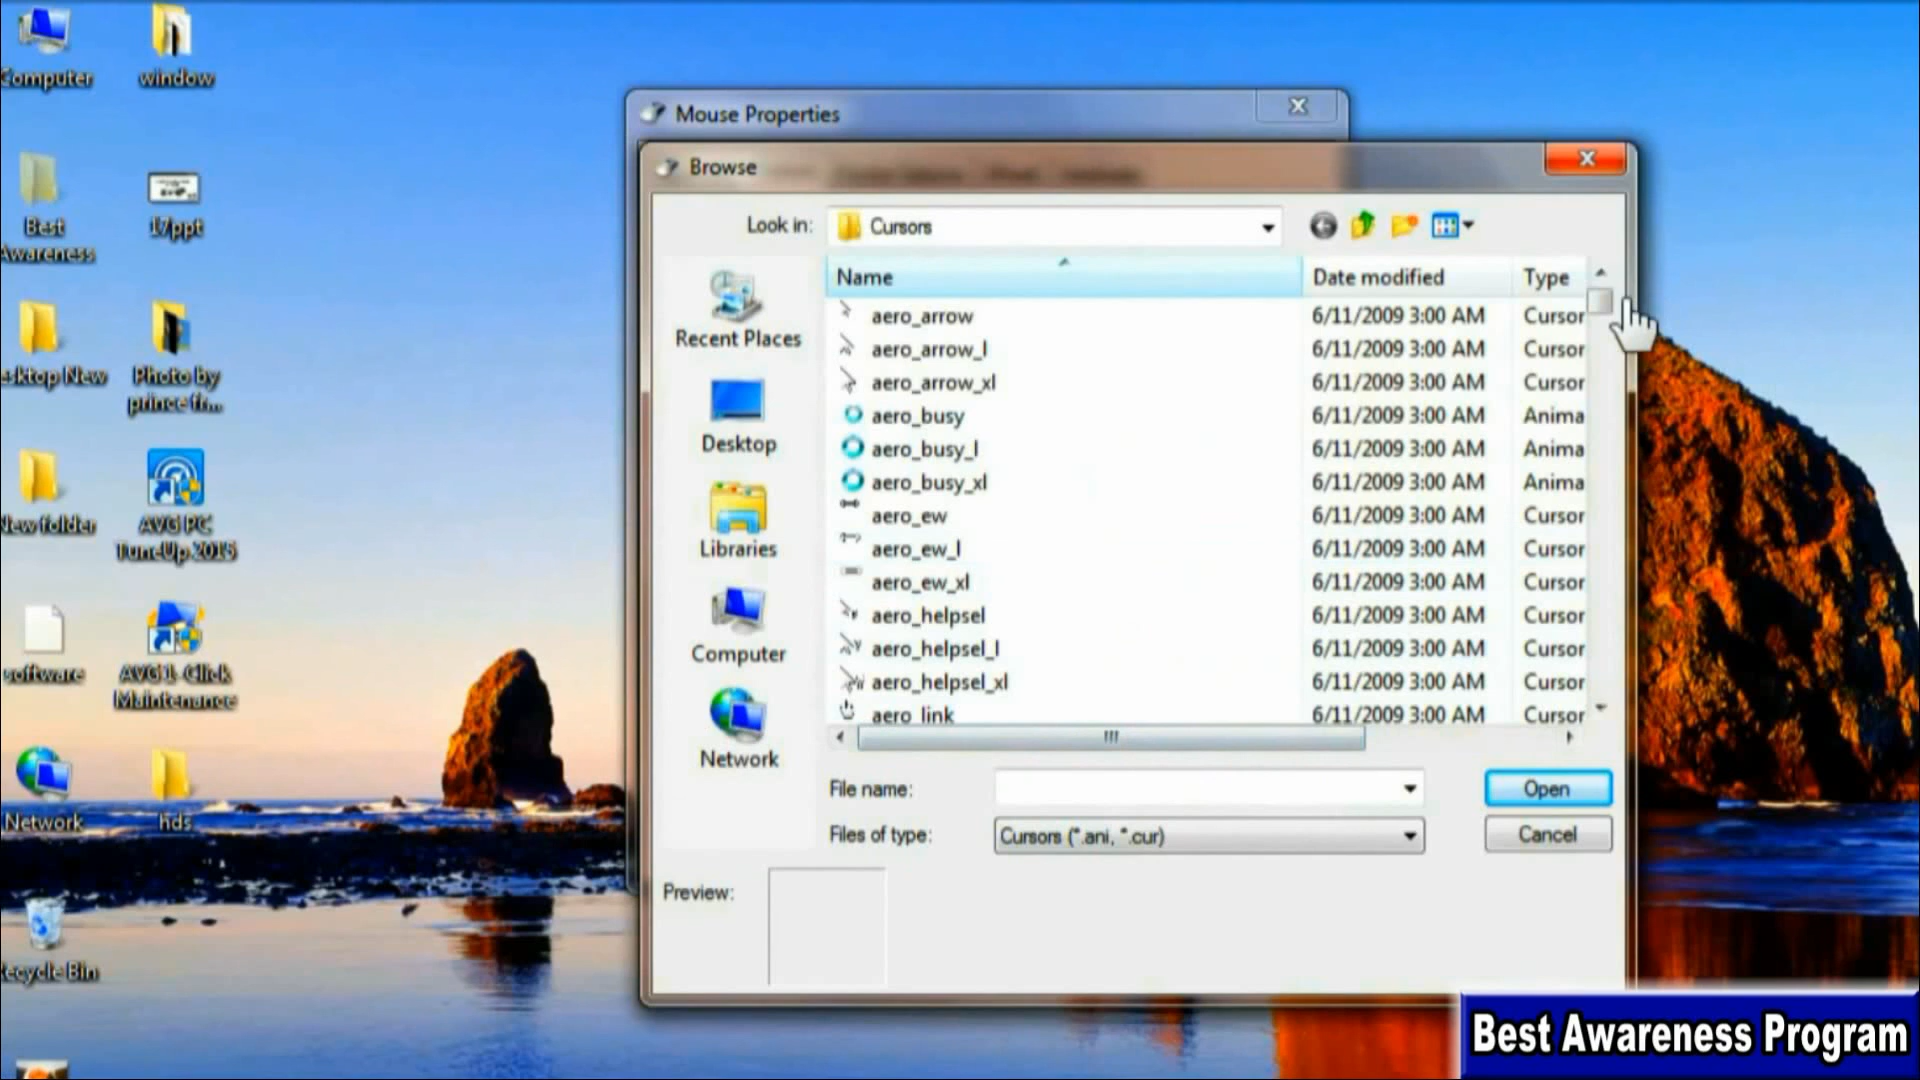 Computer
window
Best
Awareness
17ppt
Photo by
prince fr...
New folder
AVG PC
TuneUp 2015
software
AVG 1-Click
Maintenance
Network
hds
Recycle Bin
Mouse Properties
Browse
Look in:
Cursors
Recent Places
Desktop
Libraries
Computer
Network
Name Date modified Type
aero_arrow 6/11/2009 3:00 AM Cursor
aero_arrow_l 6/11/2009 3:00 AM Cursor
aero_arrow_xl 6/11/2009 3:00 AM Cursor
aero_busy 6/11/2009 3:00 AM Anima
aero_busy_l 6/11/2009 3:00 AM Anima
aero_busy_xl 6/11/2009 3:00 AM Anima
aero_ew 6/11/2009 3:00 AM Cursor
aero_ew_l 6/11/2009 3:00 AM Cursor
aero_ew_xl 6/11/2009 3:00 AM Cursor
aero_helpsel 6/11/2009 3:00 AM Cursor
aero_helpsel_l 6/11/2009 3:00 AM Cursor
aero_helpsel_xl 6/11/2009 3:00 AM Cursor
aero_link 6/11/2009 3:00 AM Cursor
File name:
Open
Files of type:
Cursors (*.ani, *.cur)
Cancel
Preview:
Best Awareness Program